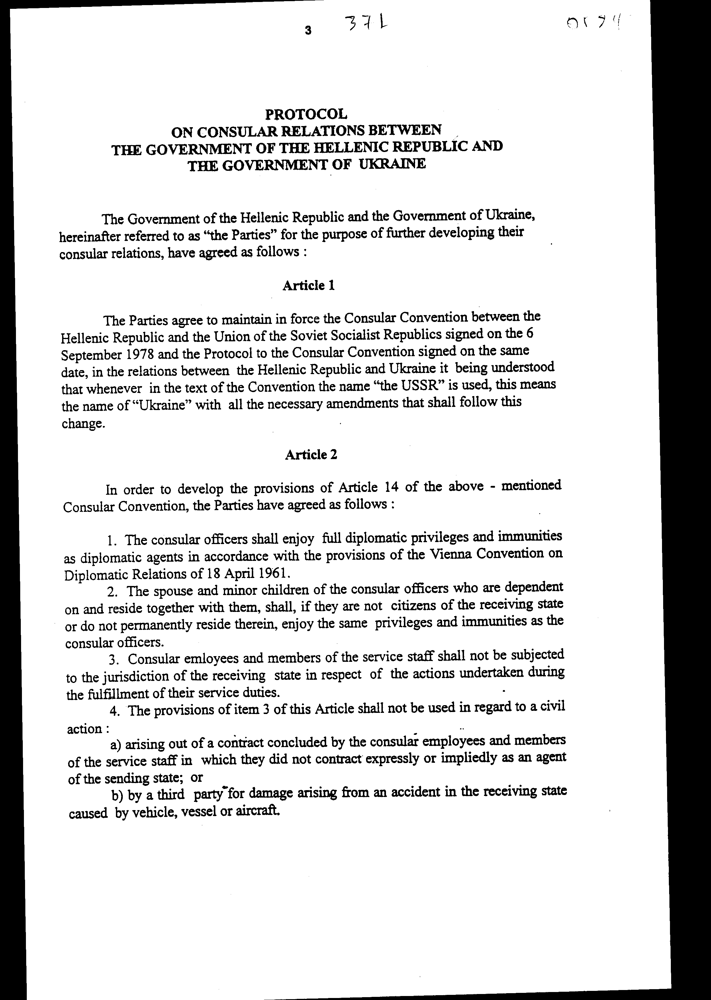 3
PROTOCOL
ON CONSULAR RELATIONS BETWEEN
THE GOVERNMENT OF THE HELLENIC REPUBLIC AND
THE GOVERNMENT OF UKRAINE
The Government of the Hellenic Republic and the Government of Ukraine,
hereinafter referred to as “the Parties” for the purpose of further developing their
consular relations, have agreed as follows :
Article 1
The Parties agree to maintain in force the Consular Convention between the
Hellenic Republic and the Union of the Soviet Socialist Republics signed on the 6
September 1978 and the Protocol to the Consular Convention signed on the same
date, in the relations between the Hellenic Republic and Ukraine it being understood
that whenever in the text of the Convention the name “the USSR” is used, this means
the name of “Ukraine” with all the necessary amendments that shall follow this
change.
Article 2
In order to develop the provisions of Article 14 of the above - mentioned
Consular Convention, the Parties have agreed as follows :
1. The consular officers shall enjoy full diplomatic privileges and immunities
as diplomatic agents in accordance with the provisions of the Vienna Convention on
Diplomatic Relations of 18 April 1961.
2. The spouse and minor children of the consular officers who are dependent
on and reside together with them, shall, if they are not citizens of the receiving state
or do not permanently reside therein, enjoy the same privileges and immunities as the
consular officers.
3. Consular emloyees and members of the service staff shall not be subjected
to the jurisdiction of the receiving state in respect of the actions undertaken during
the fulfillment of their service duties.
4. The provisions of item 3 of this Article shall not be used in regard to a civil
action :
a) arising out of a contract concluded by the consular employees and members
of the service staff in which they did not contract expressly or impliedly as an agent
of the sending state; or
b) by a third party for damage arising from an accident in the receiving state
caused by vehicle, vessel or aircraft.